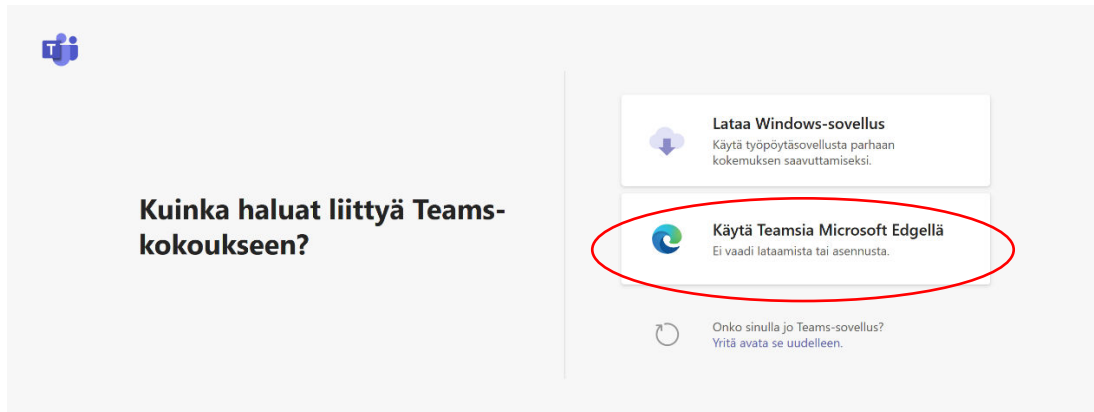 T
Kuinka haluat liittyä Teams-
kokoukseen?
Lataa Windows-sovellus
Käytä työpöytäsovellusta parhaan
kokemuksen saavuttamiseksi.
Käytä Teamsia Microsoft Edgellä
Ei vaadi lataamista tai asennusta.
Onko sinulla jo Teams-sovellus?
Yritä avata se uudelleen.